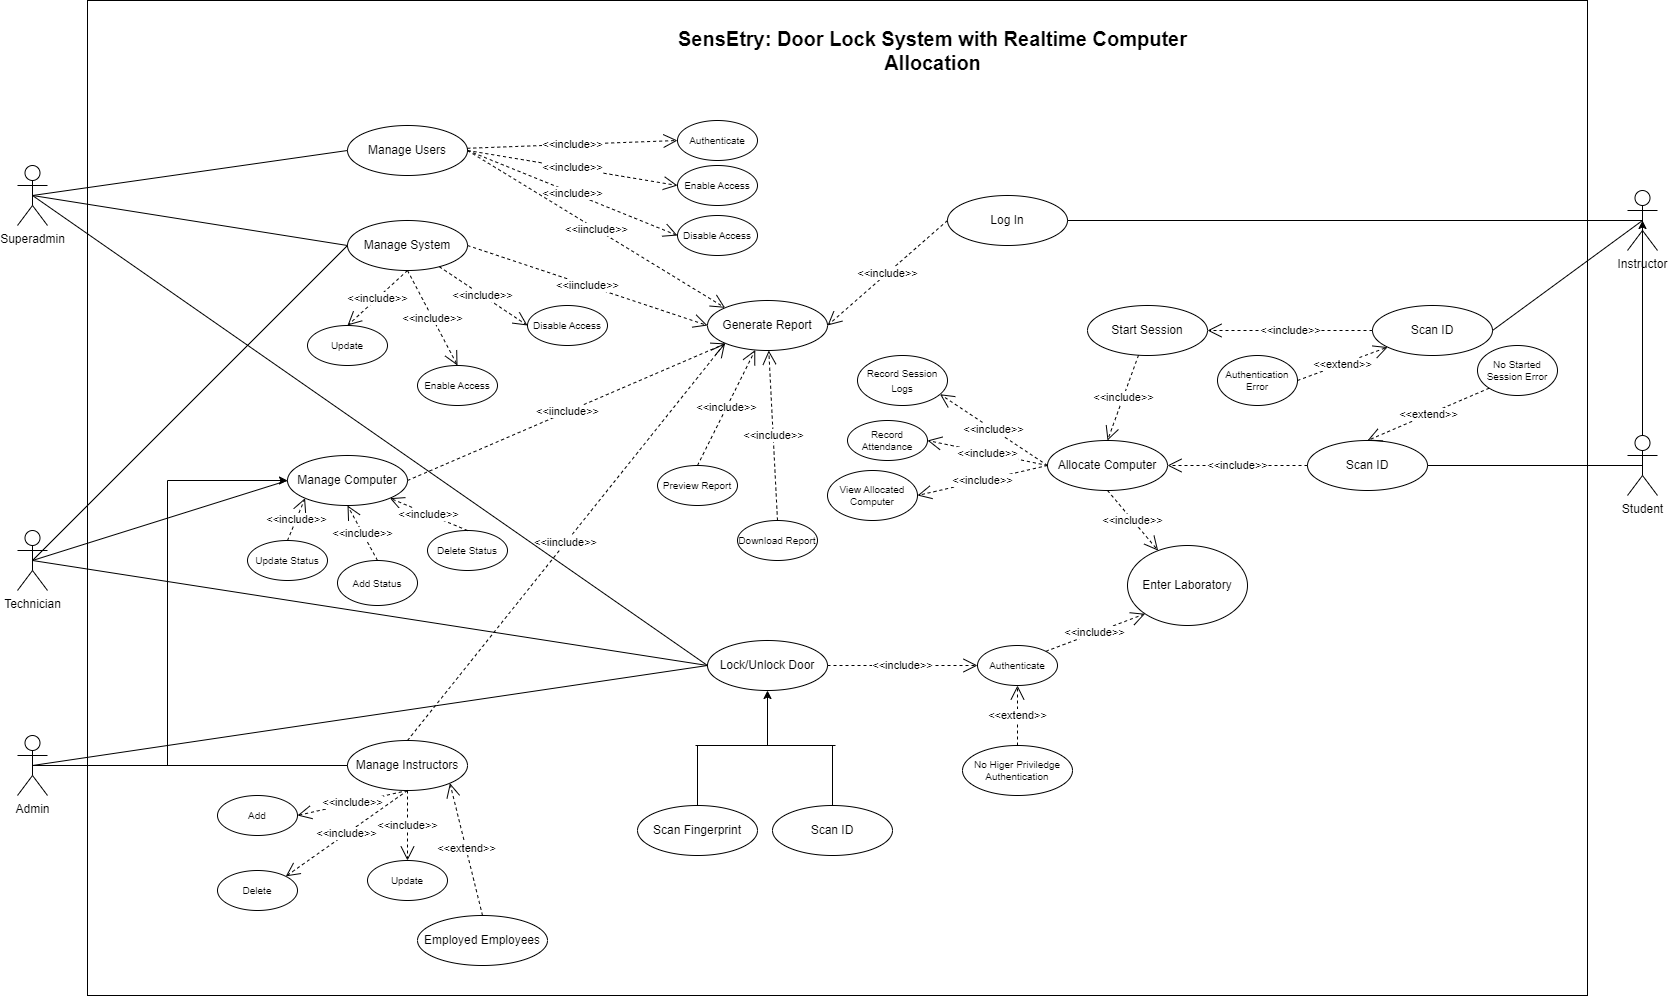 SensEtry: Door Lock System with Realtime Computer
Allocation
Manage Users
<<include>>
Authenticate
<<include>>
Enable Access
<<include>>
Disable Access
<<iinclude>>
Superadmin
Manage System
<<iinclude>>
<<include>>
<<include>>
<<include>>
Update
Enable Access
Disable Access
Generate Report
Log In
<<include>>
Instructor
Start Session
<<include>>
Scan ID
Authentication
Error
<<extend>>
No Started
Session Error
<<extend>>
Record Session
Logs
<<include>>
Record
Attendance
<<include>>
View Allocated
Computer
<<include>>
<<include>>
Allocate Computer
<<include>>
Scan ID
Student
<<iinclude>>
<<include>>
<<include>>
Preview Report
Download Report
Manage Computer
<<include>>
<<include>>
<<include>>
Update Status
Add Status
Delete Status
<<iinclude>>
Technician
<<include>>
Enter Laboratory
<<include>>
Lock/Unlock Door
<<include>>
Authenticate
<<extend>>
No Higer Priviledge
Authentication
Admin
Manage Instructors
<<include>>
Add
<<include>>
<<include>>
<<extend>>
Delete
Update
Employed Employees
Scan Fingerprint
Scan ID